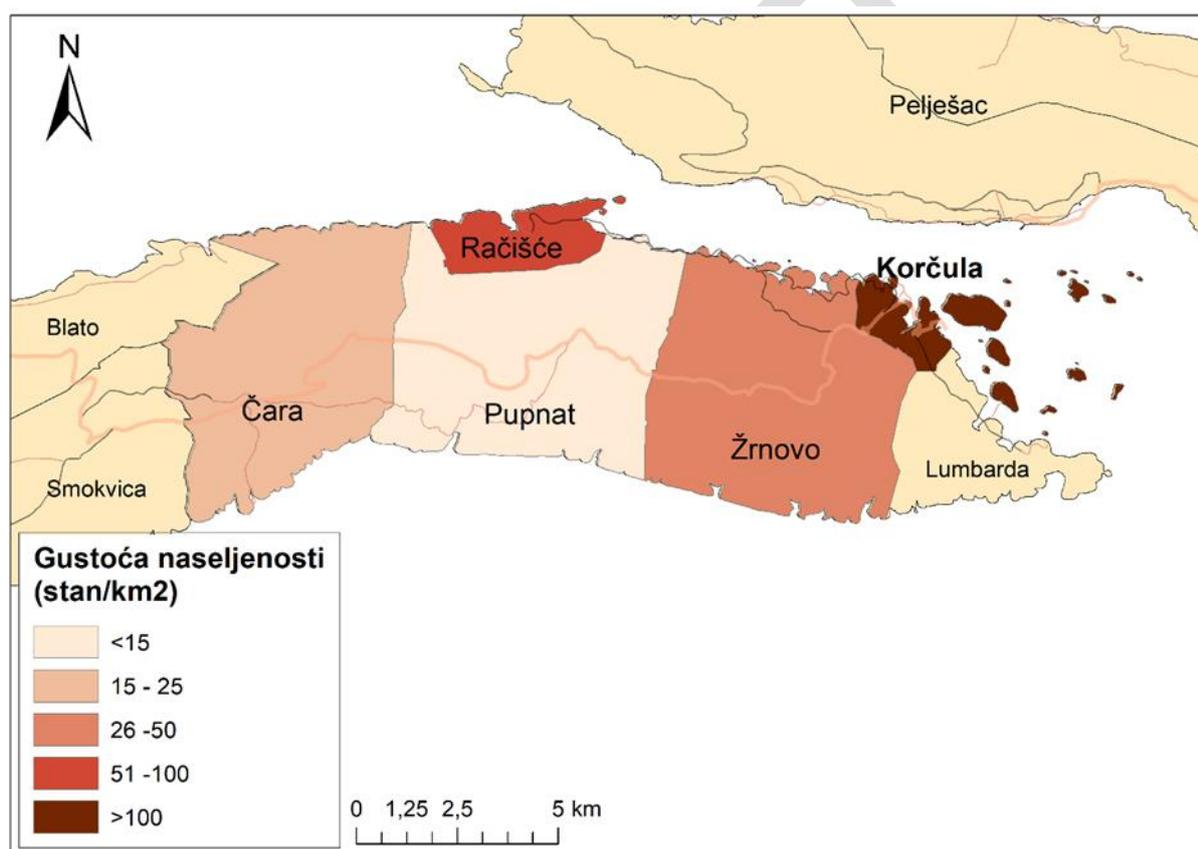 N
Pelješac
Račišće
Korčula
Blato
Čara
Pupnat
Žrnovo
Lumbarda
Smokvica
Gustoća naseljenosti
(stan/km2)
<15
15 - 25
26 -50
51 -100
>100
0 1,25 2,5 5 km